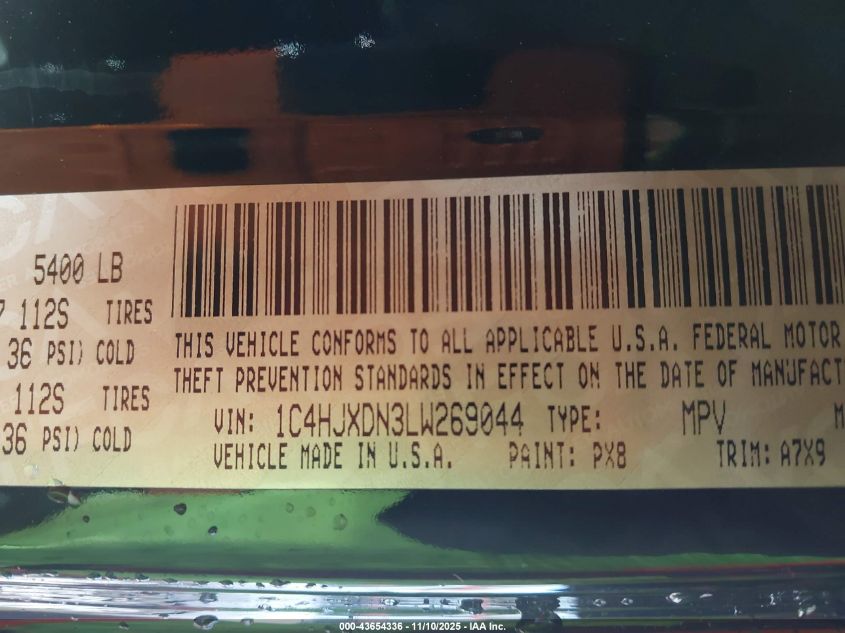 5400 LB
112S TIRES
36 PSI) COLD
112S TIRES
36 PSI) COLD
THIS VEHICLE CONFORMS TO ALL APPLICABLE U.S.A. FEDERAL MOTOR
THEFT PREVENTION STANDARDS IN EFFECT ON THE DATE OF MANUFACT
VIN: 1C4HJXDN3LW269044 TYPE: MPV M
VEHICLE MADE IN U.S.A. PAINT: PX8 TRIM: A7X9
000-43654336 - 11/10/2025 - IAA Inc.